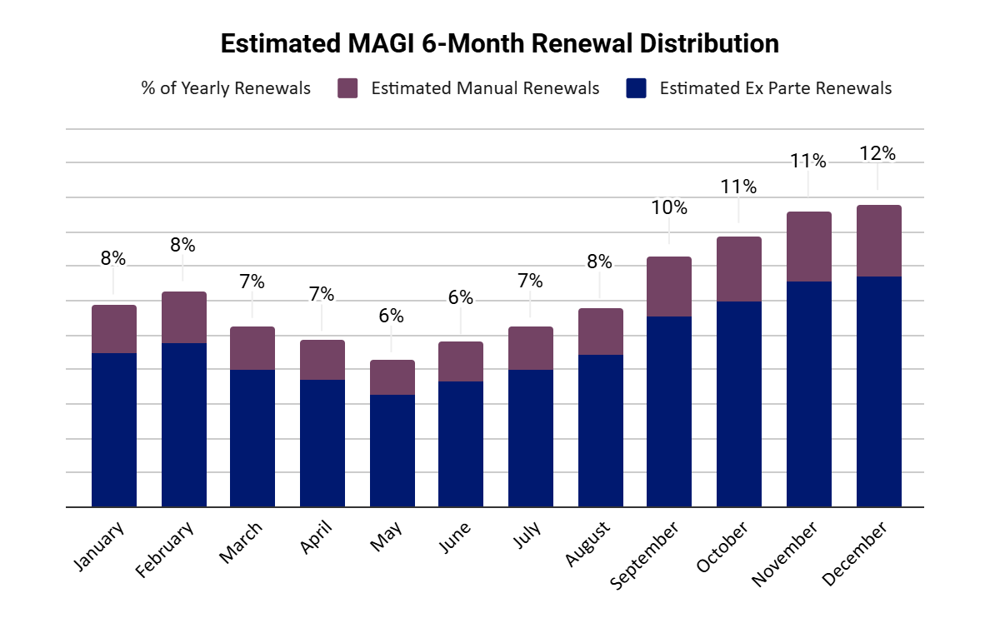 Estimated MAGI 6-Month Renewal Distribution
% of Yearly Renewals Estimated Manual Renewals Estimated Ex Parte Renewals
8%
8%
7%
7%
6%
6%
7%
8%
10%
11%
11%
12%
January
February
March
April
May
June
July
August
September
October
November
December